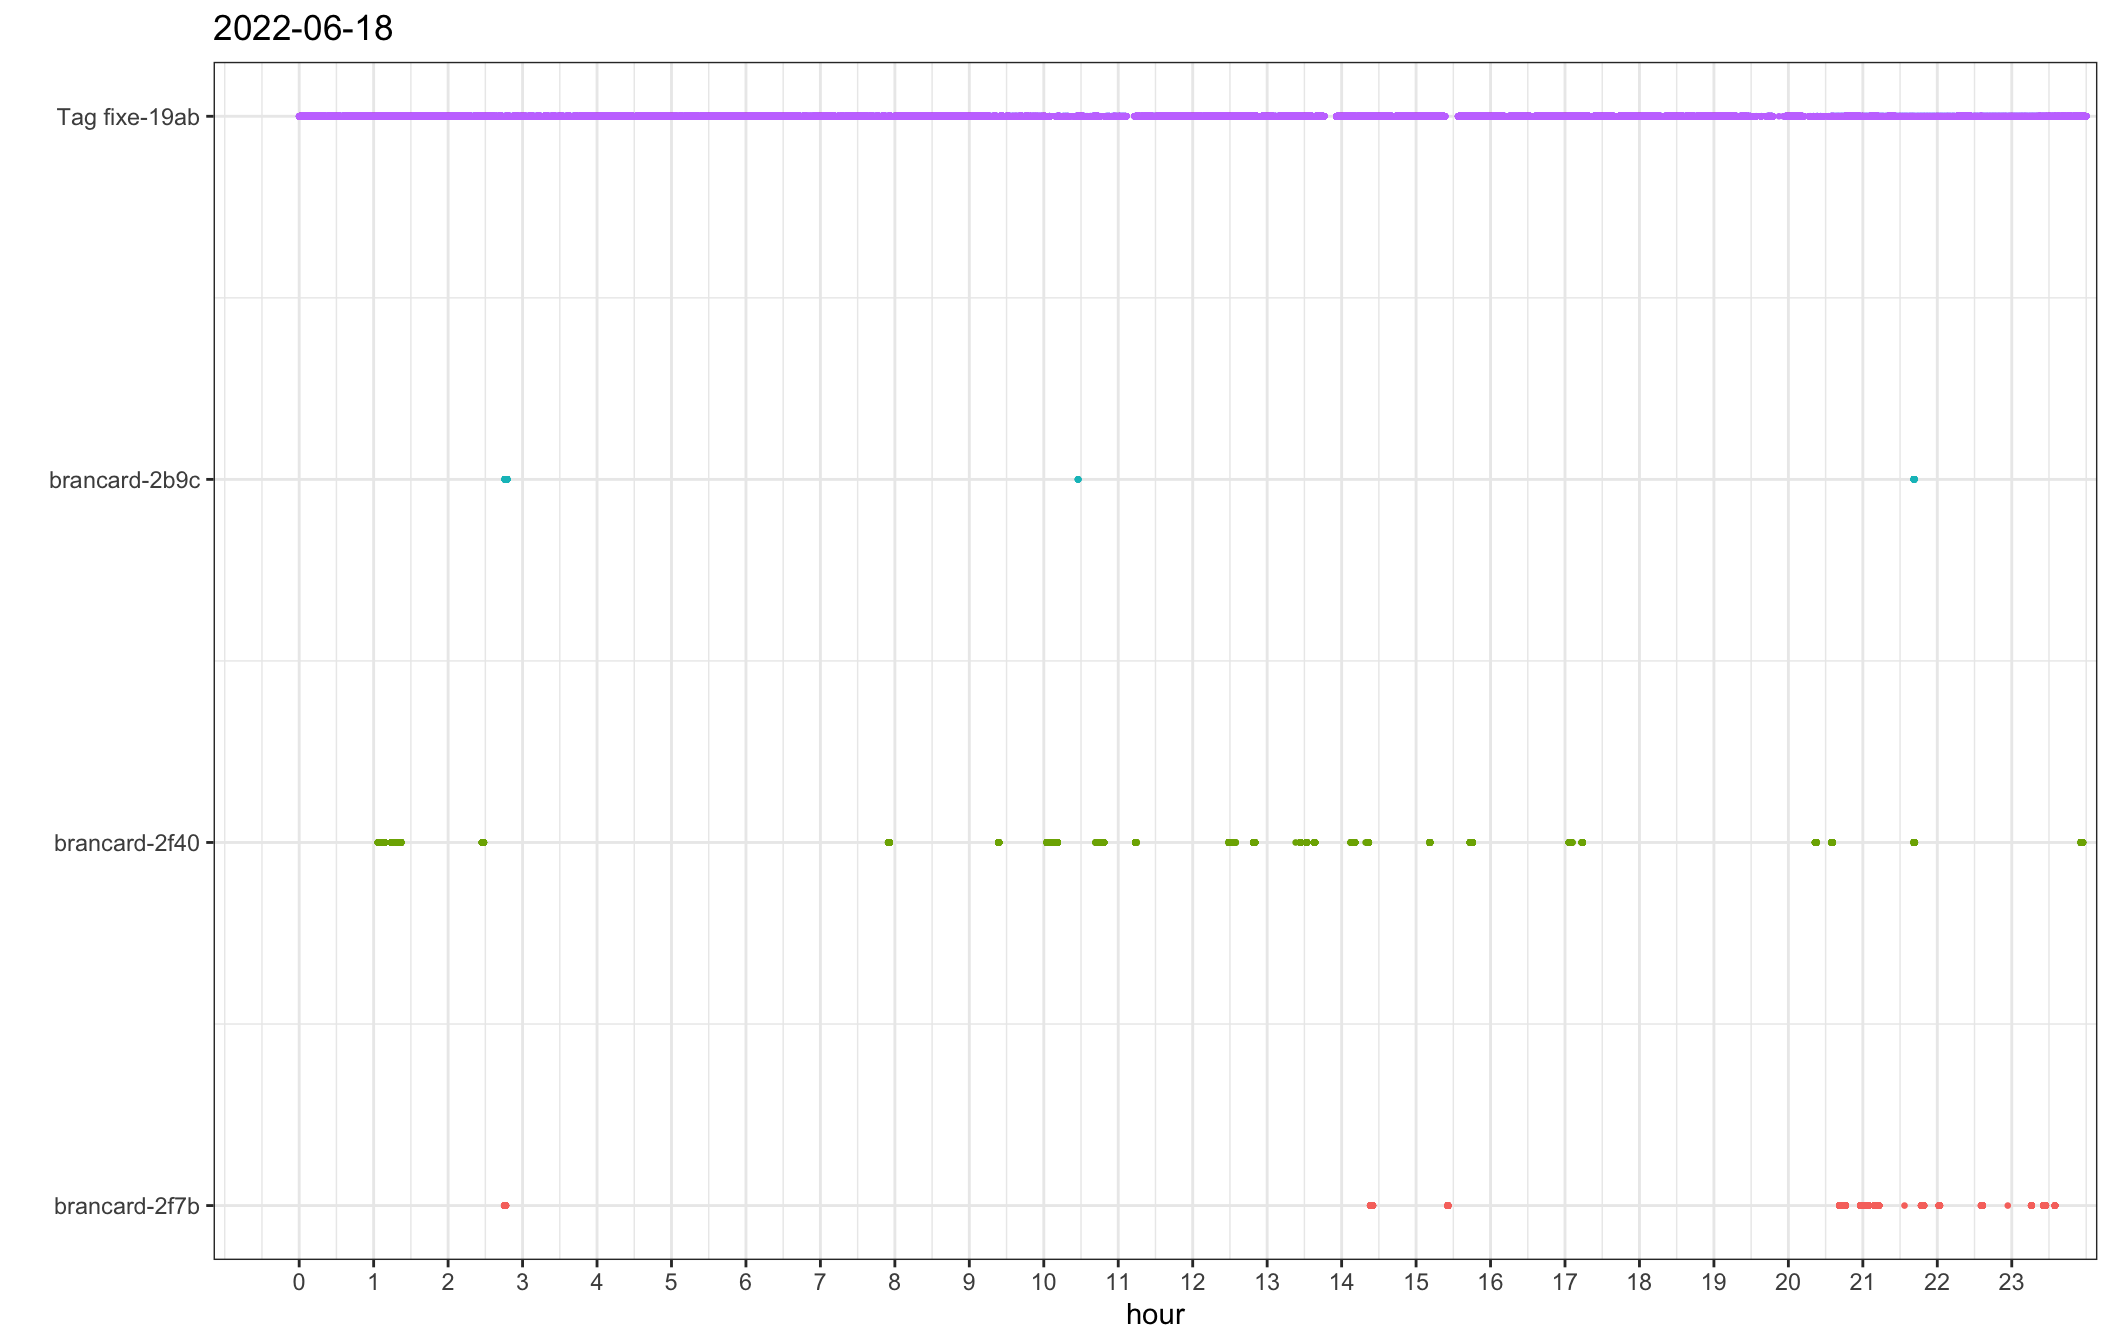 2022-06-18
Tag fixe-19ab
brancard-2b9c
brancard-2f40
brancard-2f7b
0 1 2 3 4 5 6 7 8 9 10 11 12 13 14 15 16 17 18 19 20 21 22 23
hour